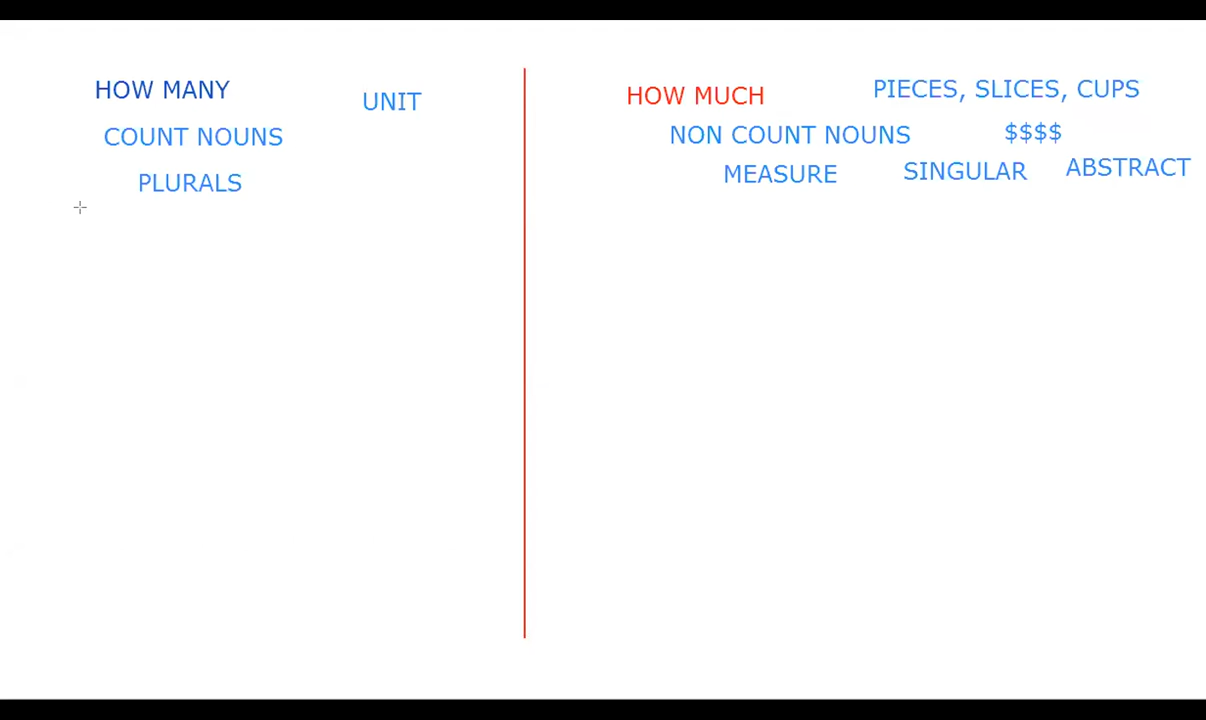 HOW MANY
UNIT
COUNT NOUNS
PLURALS
HOW MUCH
PIECES, SLICES, CUPS
NON COUNT NOUNS
$$$$
MEASURE
SINGULAR
ABSTRACT